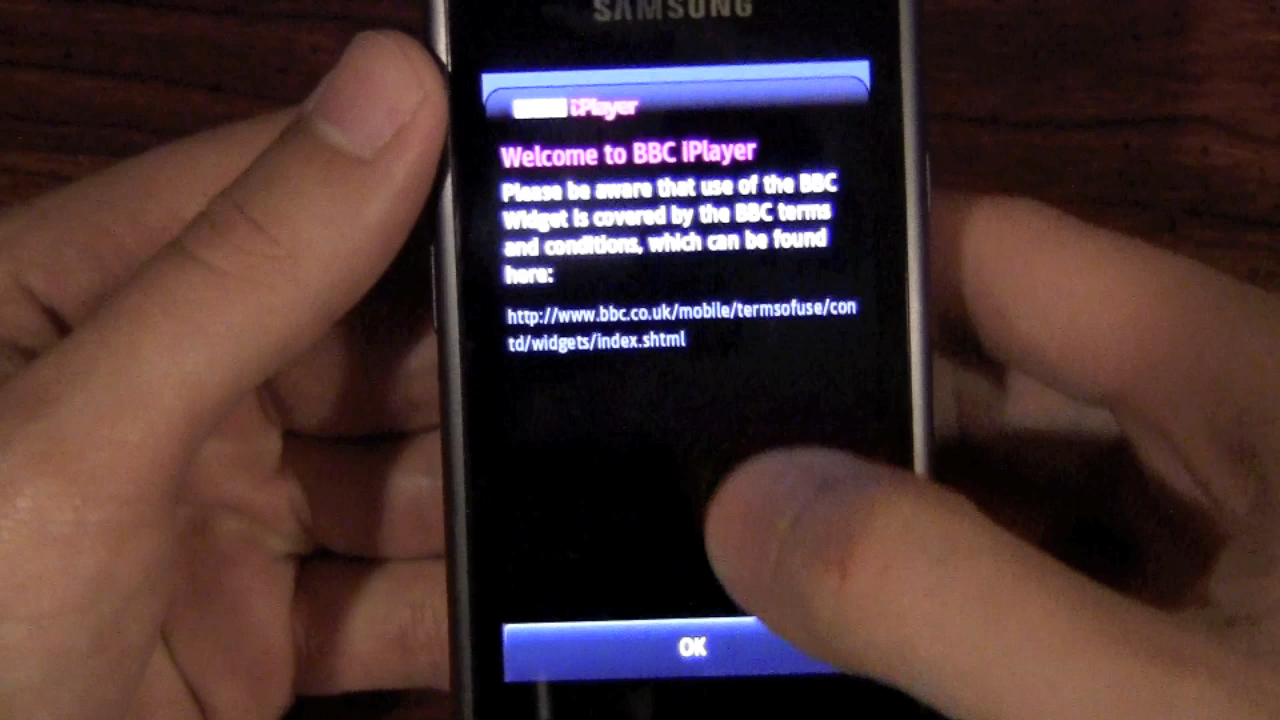 SAMSUNG
iPlayer
Welcome to BBC iPlayer
Please be aware that use of the BBC
Widget is covered by the BBC terms
and conditions, which can be found
here:
http://www.bbc.co.uk/mobile/termsofuse/con
td/widgets/index.shtml
OK